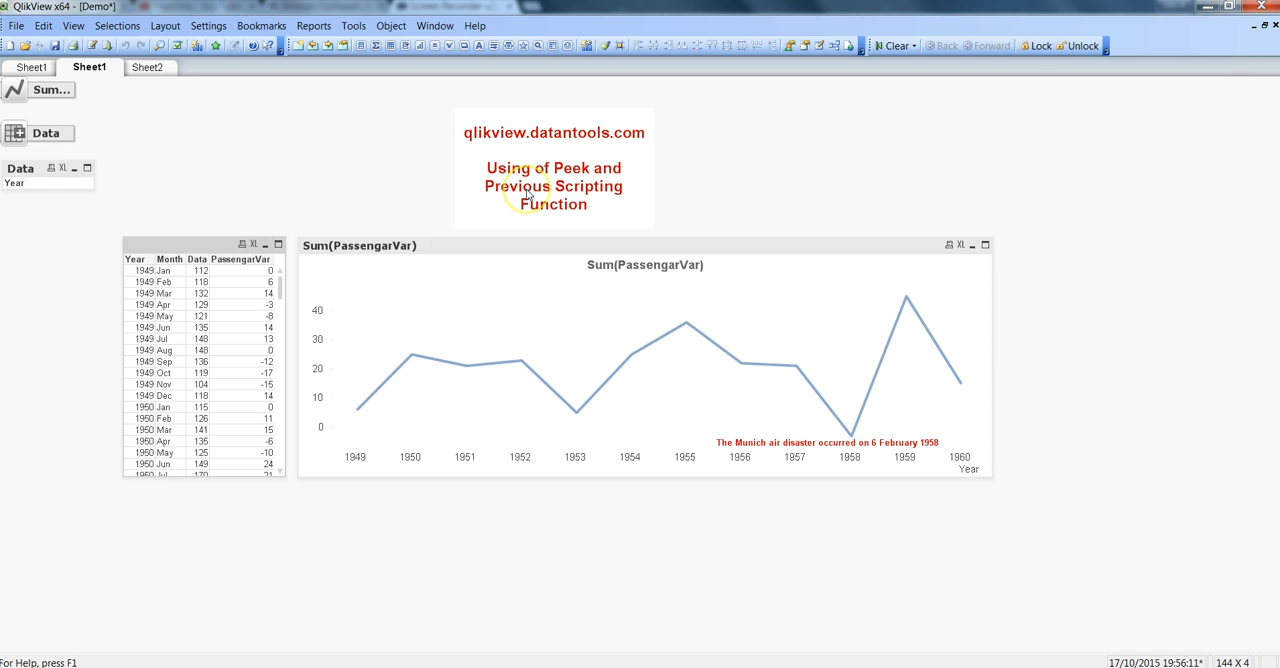 QlikView x64 - [Demo*]
File Edit View Selections Layout Settings Bookmarks Reports Tools Object Window Help
Clear Back Forward Lock Unlock
Sheet1 Sheet1 Sheet2
Sum...
Data
Data XL
Year
qlikview.datantools.com
Using of Peek and
Previous Scripting
Function
XL
Year Month Data PassengarVar
1949 Jan 112 0
1949 Feb 118 6
1949 Mar 132 14
1949 Apr 129 -3
1949 May 121 -8
1949 Jun 135 14
1949 Jul 148 13
1949 Aug 148 0
1949 Sep 136 -12
1949 Oct 119 -17
1949 Nov 104 -15
1949 Dec 118 14
1950 Jan 115 0
1950 Feb 126 11
1950 Mar 141 15
1950 Apr 135 -6
1950 May 125 -10
1950 Jun 149 24
1950 Jul 170 21
Sum(PassengarVar) XL
Sum(PassengarVar)
40
30
20
10
0
The Munich air disaster occurred on 6 February 1958
1949 1950 1951 1952 1953 1954 1955 1956 1957 1958 1959 1960
Year
For Help, press F1
17/10/2015 19:56:11* 144 X 4